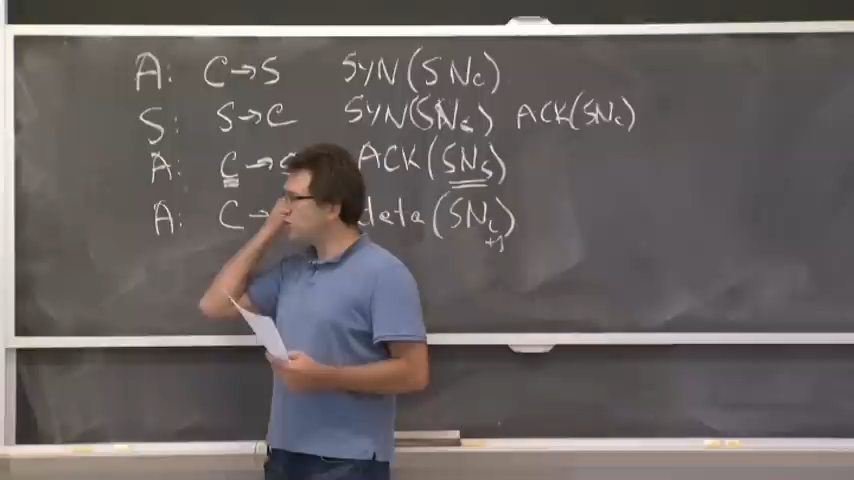 A: C→S SYN(SNc)
S: S→C SYN(SNs) ACK(SNc)
A: C→S ACK(SNs)
A: C→ data(SNc+1)